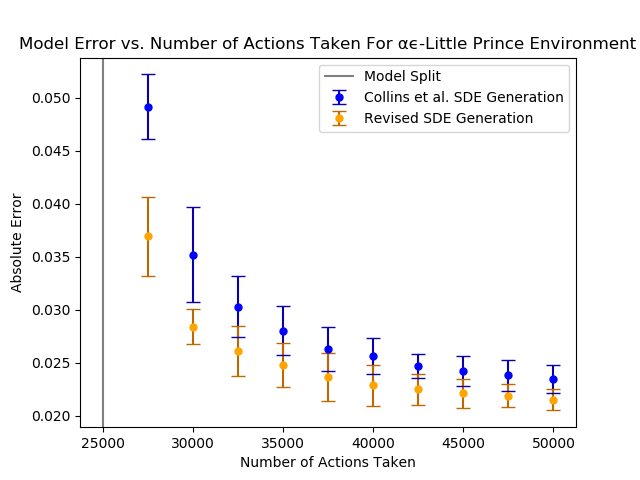 Model Error vs. Number of Actions Taken For αϵ-Little Prince Environment
Model Split
Collins et al. SDE Generation
Revised SDE Generation
Absolute Error
0.050
0.045
0.040
0.035
0.030
0.025
0.020
25000 30000 35000 40000 45000 50000
Number of Actions Taken